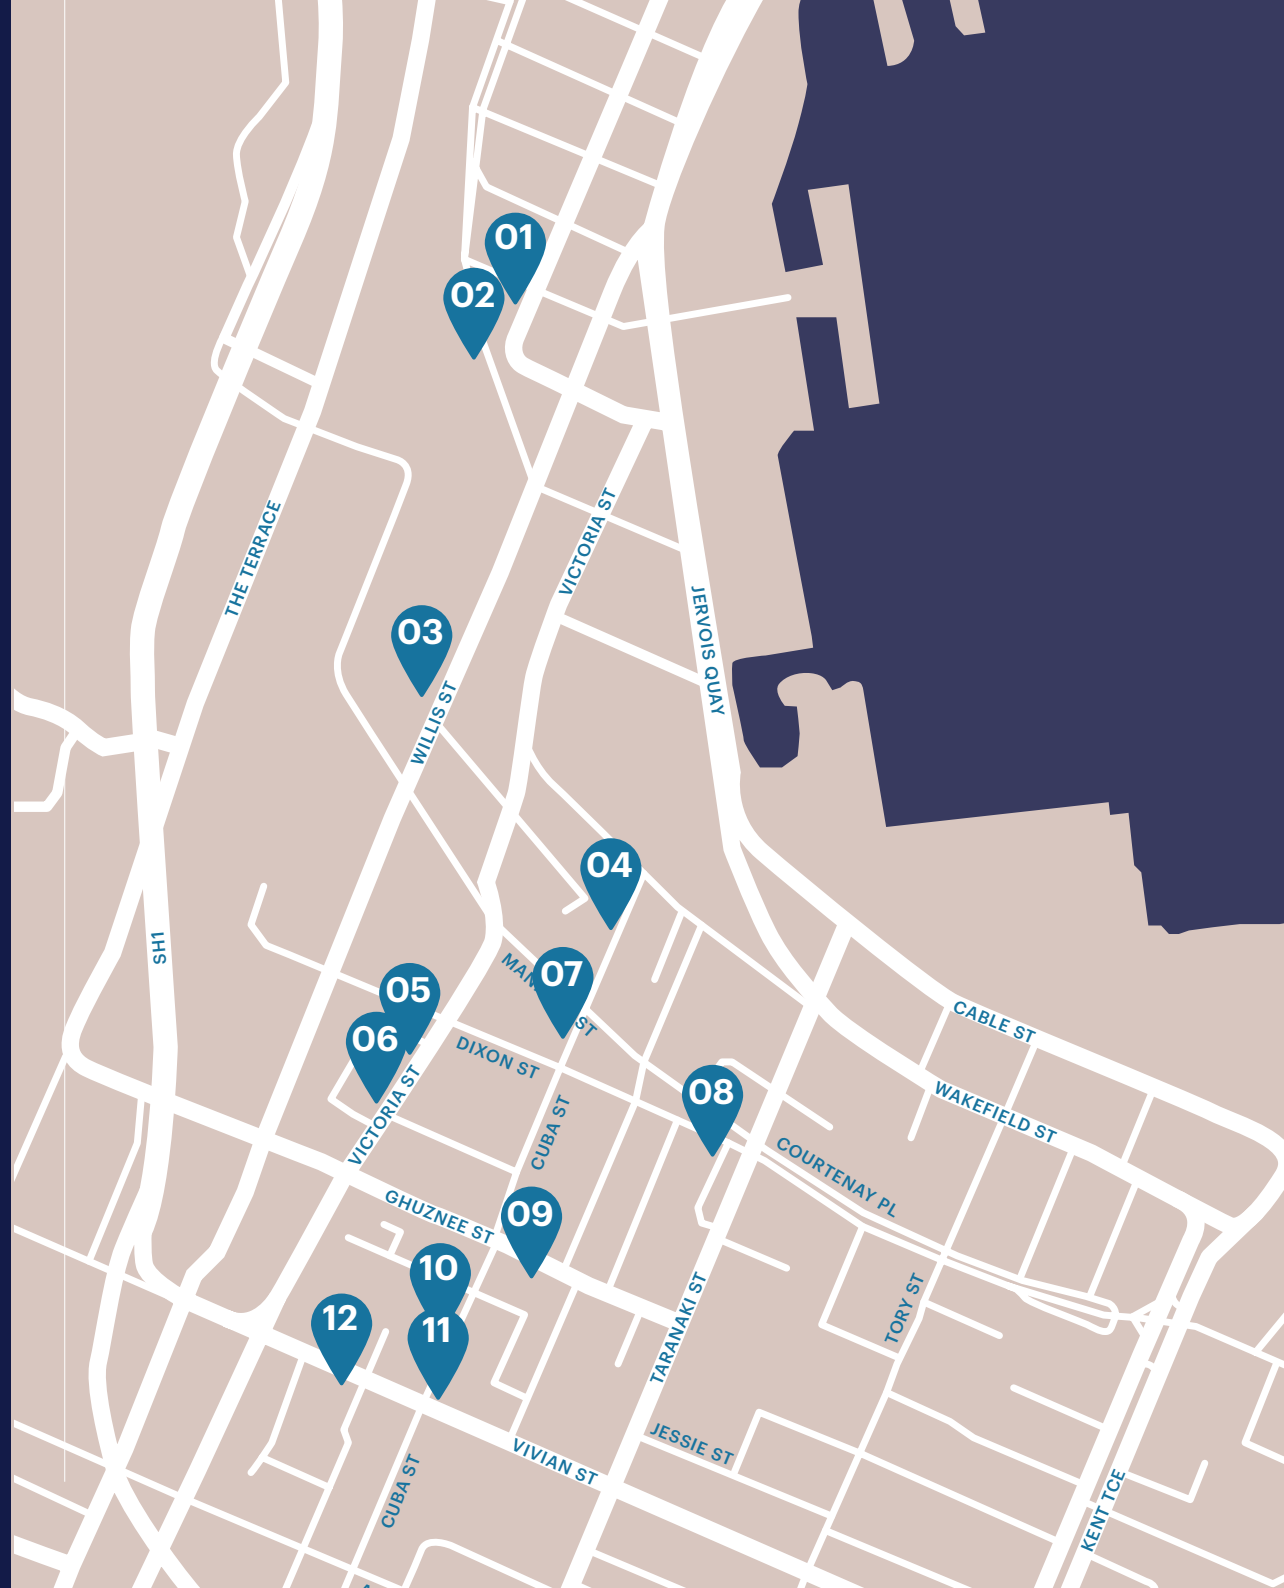 01
02
THE TERRACE
VICTORIA ST
JERVOIS QUAY
03
WILLIS ST
04
SH1
07
ST
05
06
DIXON ST
CABLE ST
VICTORIA ST
CUBA ST
08
WAKEFIELD ST
COURTENAY PL
GHUZNEE ST
09
10
12
11
TARANAKI ST
TORY ST
JESSIE ST
VIVIAN ST
CUBA ST
KENT TCE